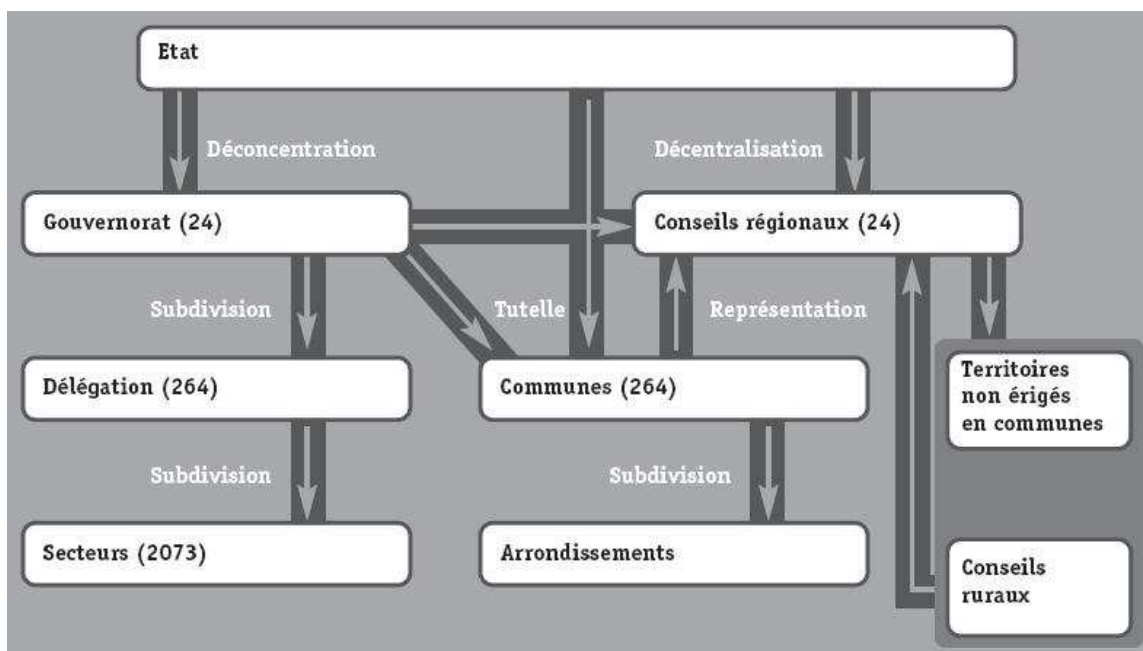 Etat
Déconcentration
Décentralisation
Gouvernorat (24)
Conseils régionaux (24)
Subdivision
Tutelle
Représentation
Délégation (264)
Communes (264)
Territoires
non érigés
en communes
Subdivision
Subdivision
Secteurs (2073)
Arrondissements
Conseils
ruraux